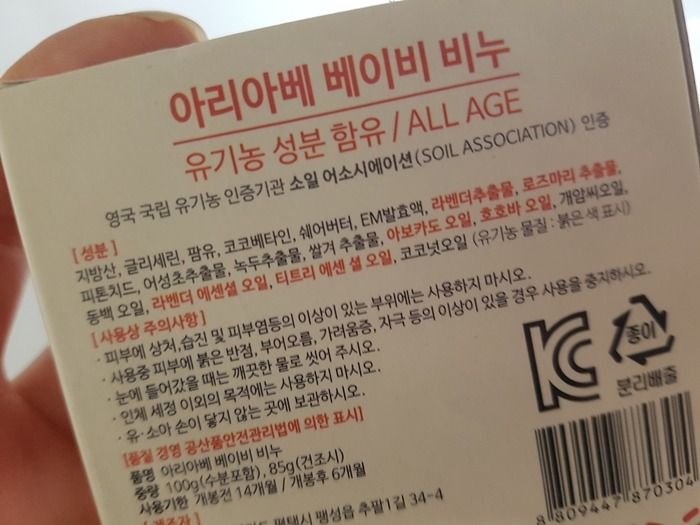 아리아베 베이비 비누
유기농 성분 함유 / ALL AGE
영국 국립 유기농 인증기관 소일 어소시에이션(SOIL ASSOCIATION) 인증
[성분]
지방산, 글리세린, 팜유, 코코베타인, 쉐어버터, EM발효액, 라벤더추출물, 로즈마리 추출물,
피톤치드, 어성초추출물, 녹두추출물, 쌀겨 추출물, 아보카도 오일, 호호바 오일, 개암씨오일,
동백 오일, 라벤더 에센셜 오일, 티트리 에센 셜 오일, 코코넛오일 (유기농 물질 : 붉은 색 표시)
[사용상 주의사항]
· 피부에 상처,습진 및 피부염등의 이상이 있는 부위에는 사용하지 마시오.
· 사용중 피부에 붉은 반점, 부어오름, 가려움증, 자극 등의 이상이 있을 경우 사용을 중지하시오.
· 눈에 들어갔을 때는 깨끗한 물로 씻어 주시오.
· 인체 세정 이외의 목적에는 사용하지 마시오.
· 유·소아 손이 닿지 않는 곳에 보관하시오.
종이
분리배출
[품질 경영 공산품안전관리법에 의한 표시]
품명 아리아베 베이비 비누
중량 100g(수분포함), 85g(건조시)
사용기한 개봉전 14개월 / 개봉후 6개월
평택시 팽성읍 추팔1길 34-4
8 809447 870304